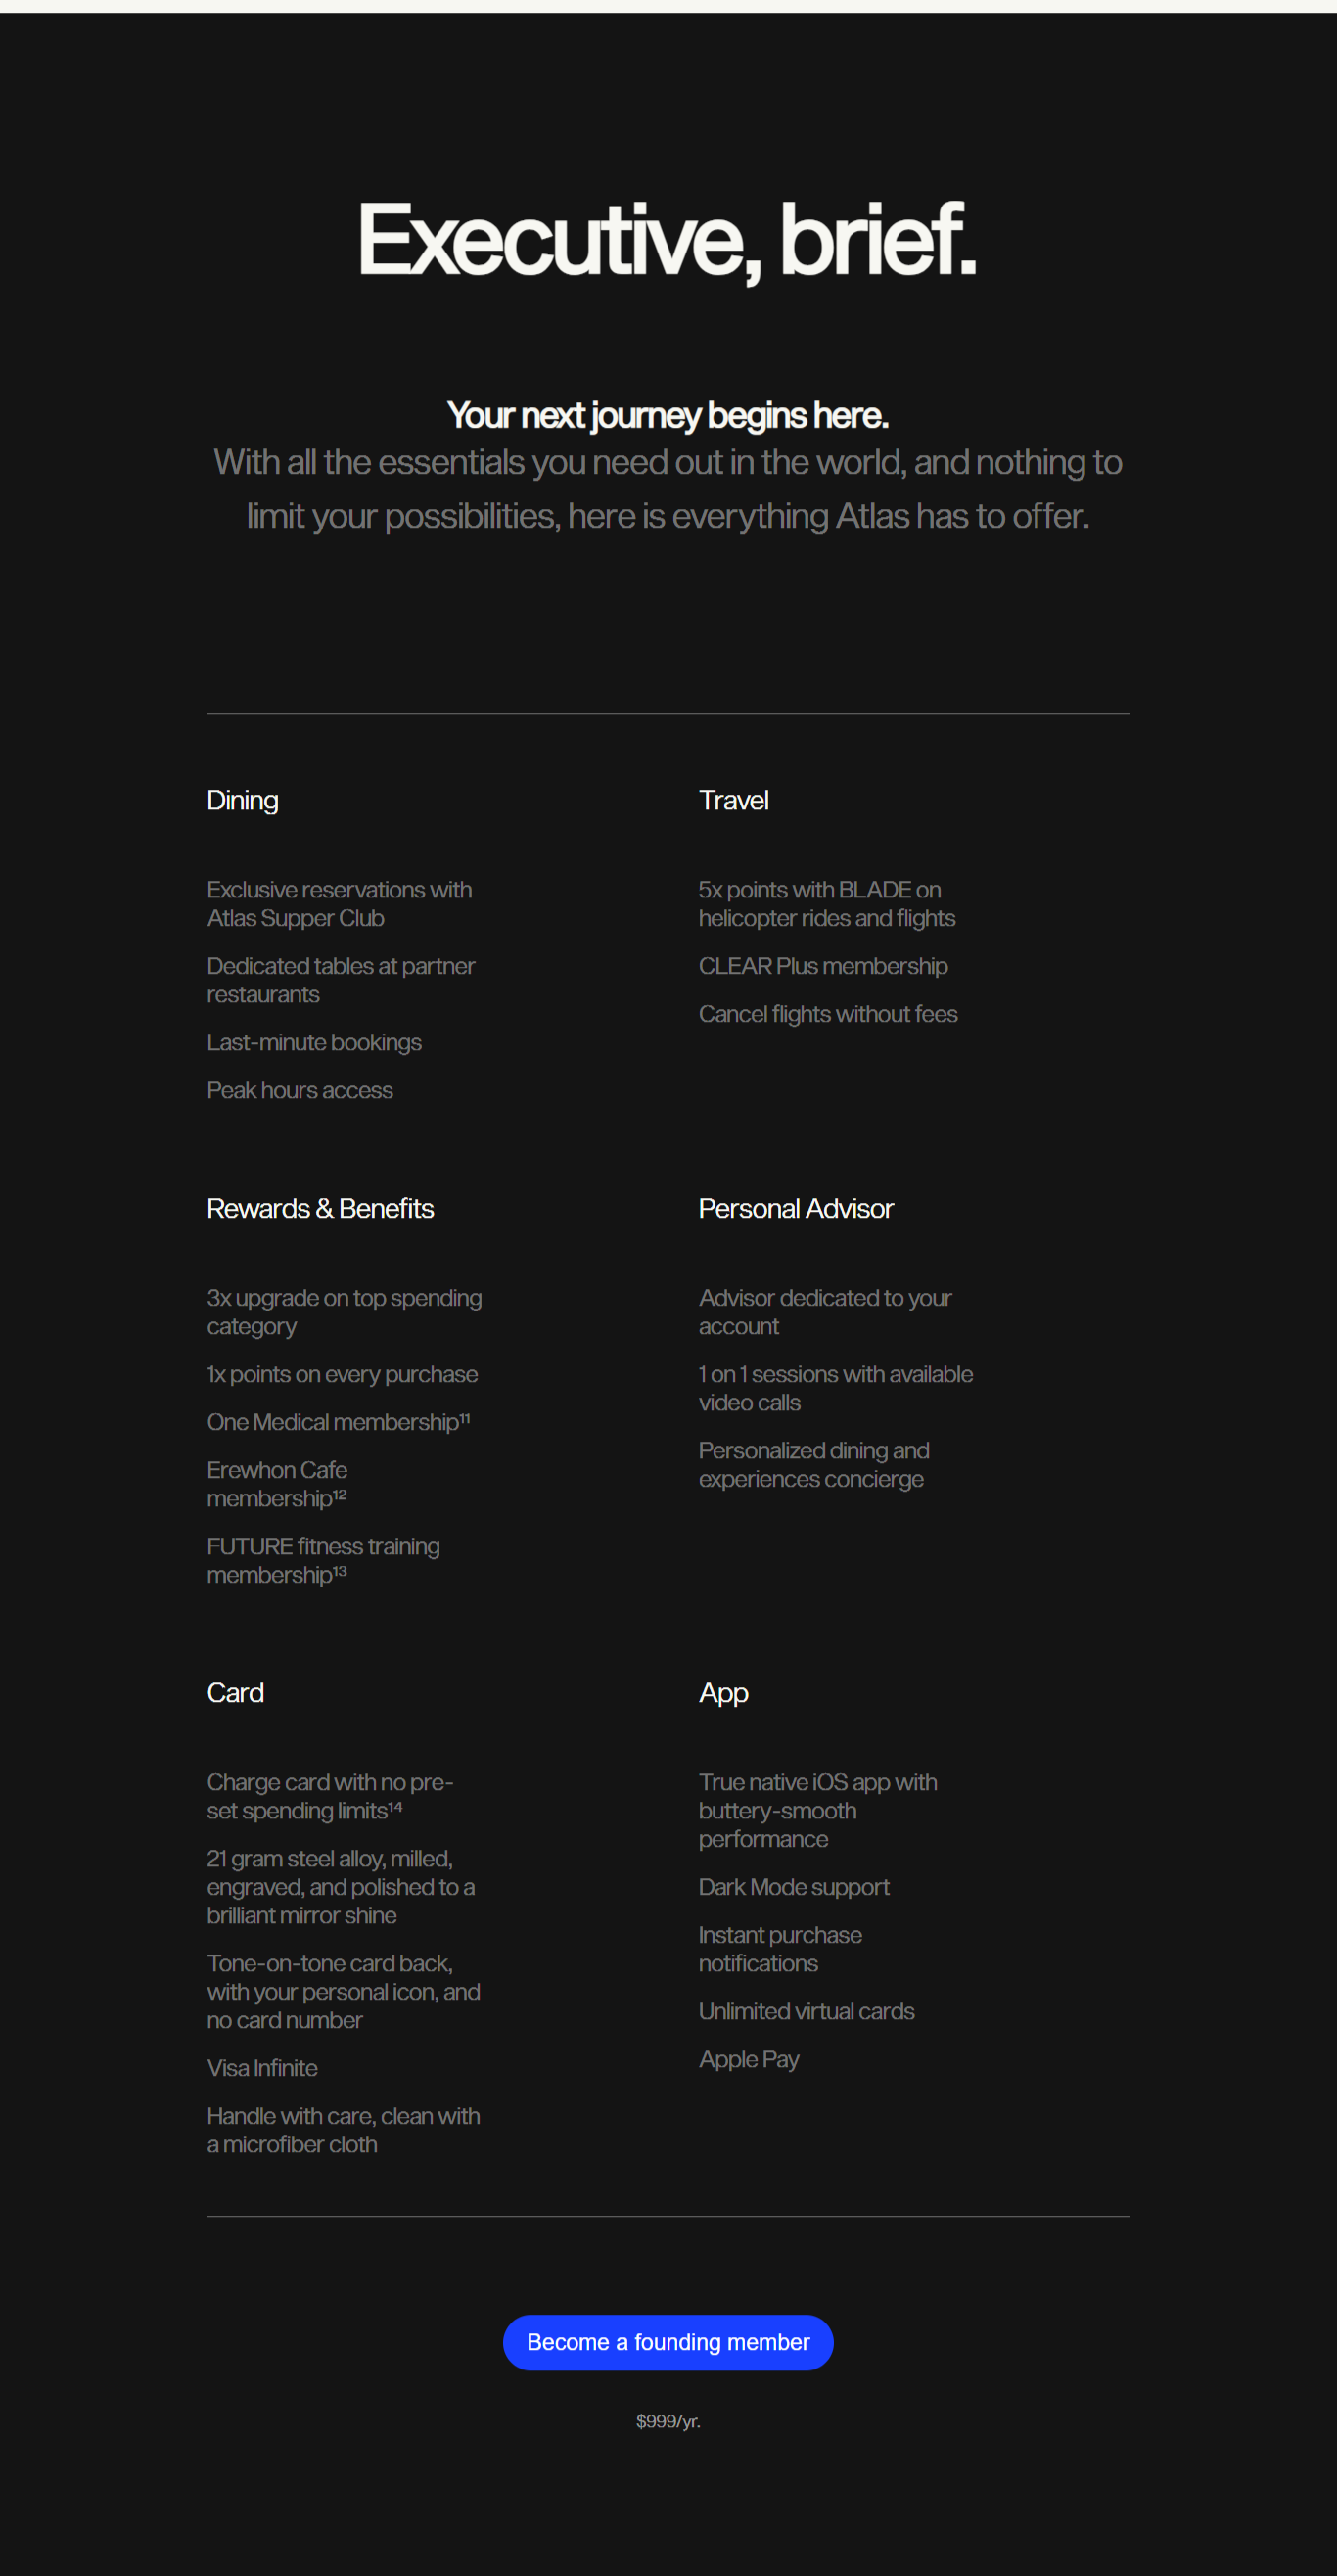 Executive, brief.
Your next journey begins here.
With all the essentials you need out in the world, and nothing to
limit your possibilities, here is everything Atlas has to offer.
Dining
Exclusive reservations with
Atlas Supper Club
Dedicated tables at partner
restaurants
Last-minute bookings
Peak hours access
Travel
5x points with BLADE on
helicopter rides and flights
CLEAR Plus membership
Cancel flights without fees
Rewards & Benefits
3x upgrade on top spending
category
1x points on every purchase
One Medical membership¹¹
Erewhon Cafe
membership¹²
FUTURE fitness training
membership¹³
Personal Advisor
Advisor dedicated to your
account
1 on 1 sessions with available
video calls
Personalized dining and
experiences concierge
Card
Charge card with no pre-
set spending limits¹⁴
21 gram steel alloy, milled,
engraved, and polished to a
brilliant mirror shine
Tone-on-tone card back,
with your personal icon, and
no card number
Visa Infinite
Handle with care, clean with
a microfiber cloth
App
True native iOS app with
buttery-smooth
performance
Dark Mode support
Instant purchase
notifications
Unlimited virtual cards
Apple Pay
Become a founding member
$999/yr.